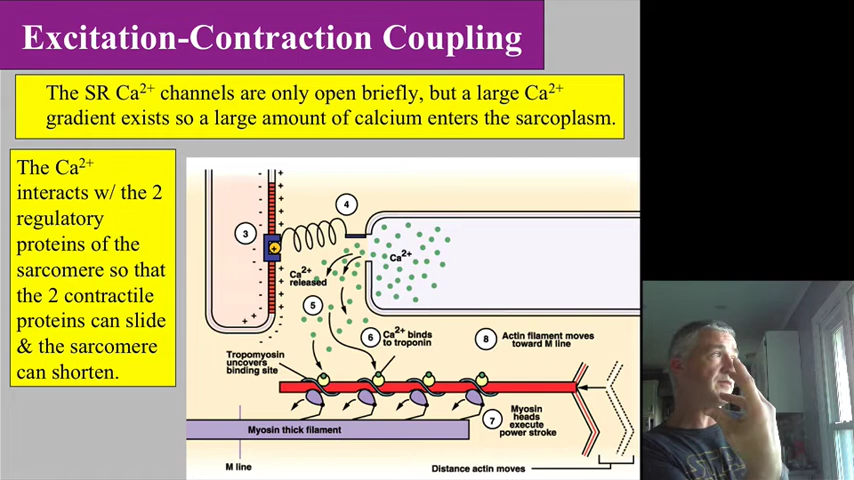 Excitation-Contraction Coupling
The SR Ca2+ channels are only open briefly, but a large Ca2+
gradient exists so a large amount of calcium enters the sarcoplasm.
The Ca2+
interacts w/ the 2
regulatory
proteins of the
sarcomere so that
the 2 contractile
proteins can slide
& the sarcomere
can shorten.
3
4
Ca2+
Ca2+
released
5
6
Ca2+ binds
to troponin
8
Actin filament moves
toward M line
Tropomyosin
uncovers
binding site
7
Myosin
heads
execute
power stroke
Myosin thick filament
M line
Distance actin moves